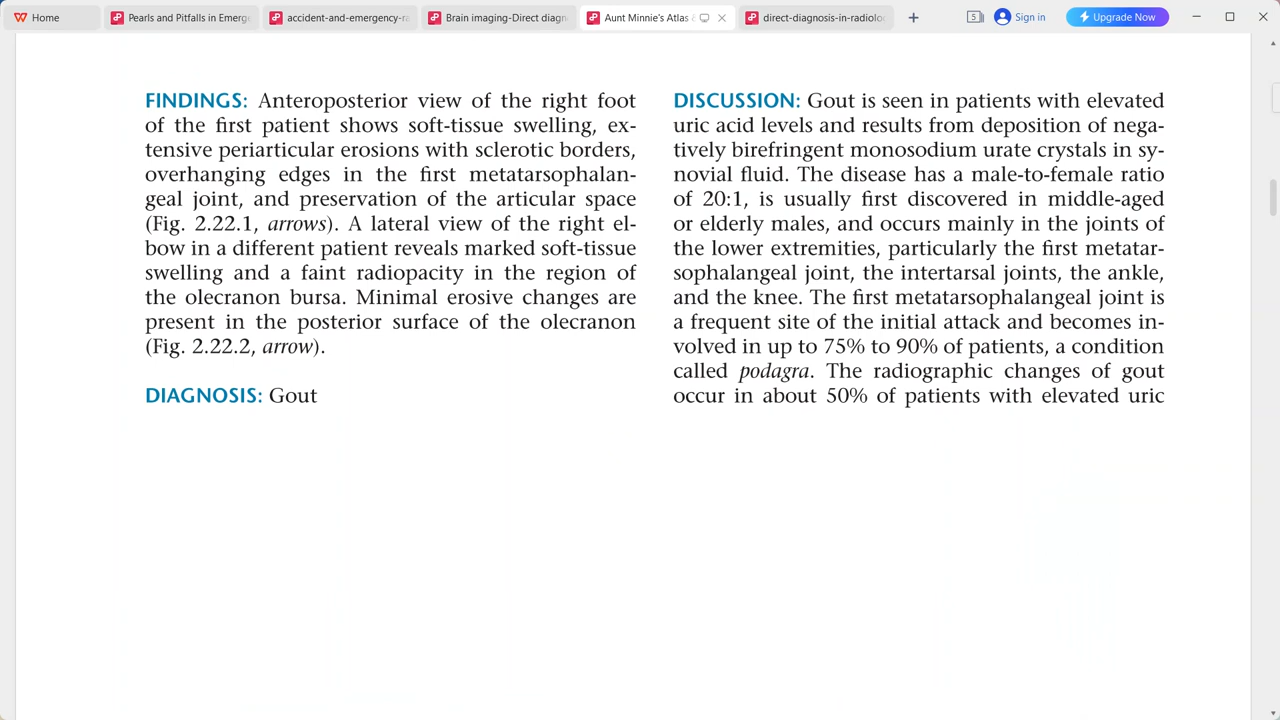 Home
Pearls and Pitfalls in Emerg
accident-and-emergency-ra
Brain imaging-Direct diagn
Aunt Minnie's Atlas
direct-diagnosis-in-radiolo
5
Sign in
Upgrade Now
FINDINGS: Anteroposterior view of the right foot
of the first patient shows soft-tissue swelling, ex-
tensive periarticular erosions with sclerotic borders,
overhanging edges in the first metatarsophalan-
geal joint, and preservation of the articular space
(Fig. 2.22.1, arrows). A lateral view of the right el-
bow in a different patient reveals marked soft-tissue
swelling and a faint radiopacity in the region of
the olecranon bursa. Minimal erosive changes are
present in the posterior surface of the olecranon
(Fig. 2.22.2, arrow).
DIAGNOSIS: Gout
DISCUSSION: Gout is seen in patients with elevated
uric acid levels and results from deposition of nega-
tively birefringent monosodium urate crystals in sy-
novial fluid. The disease has a male-to-female ratio
of 20:1, is usually first discovered in middle-aged
or elderly males, and occurs mainly in the joints of
the lower extremities, particularly the first metatar-
sophalangeal joint, the intertarsal joints, the ankle,
and the knee. The first metatarsophalangeal joint is
a frequent site of the initial attack and becomes in-
volved in up to 75% to 90% of patients, a condition
called podagra. The radiographic changes of gout
occur in about 50% of patients with elevated uric